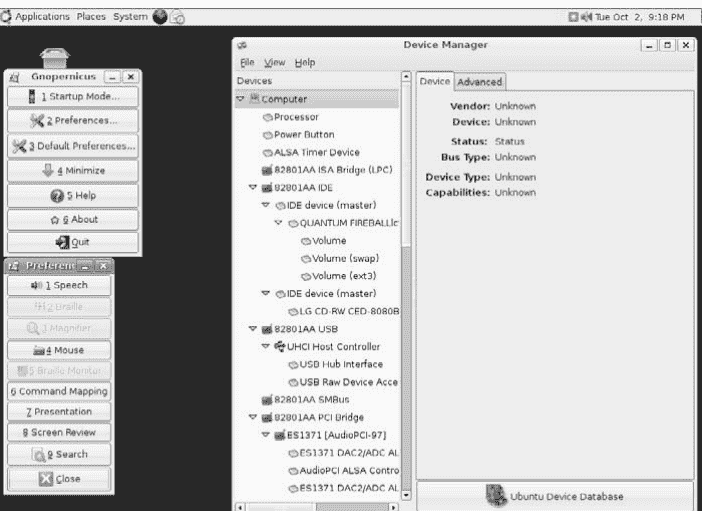 Applications Places System
Tue Oct 2, 9:18 PM
Gnopernicus
1 Startup Mode...
2 Preferences...
3 Default Preferences...
4 Minimize
5 Help
6 About
Quit
Preferen
1 Speech
2 Braille
3 Magnifier
4 Mouse
5 Braille Monitor
6 Command Mapping
7 Presentation
8 Screen Review
9 Search
Close
Device Manager
File View Help
Devices
Computer
Processor
Power Button
ALSA Timer Device
82801AA ISA Bridge (LPC)
82801AA IDE
IDE device (master)
QUANTUM FIREBALLlc
Volume
Volume (swap)
Volume (ext3)
IDE device (master)
LG CD-RW CED-8080B
82801AA USB
UHCI Host Controller
USB Hub Interface
USB Raw Device Acce
82801AA SMBus
82801AA PCI Bridge
ES1371 [AudioPCI-97]
ES1371 DAC2/ADC AL
AudioPCI ALSA Contro
ES1371 DAC2/ADC AL
Device Advanced
Vendor: Unknown
Device: Unknown
Status: Status
Bus Type: Unknown
Device Type: Unknown
Capabilities: Unknown
Ubuntu Device Database